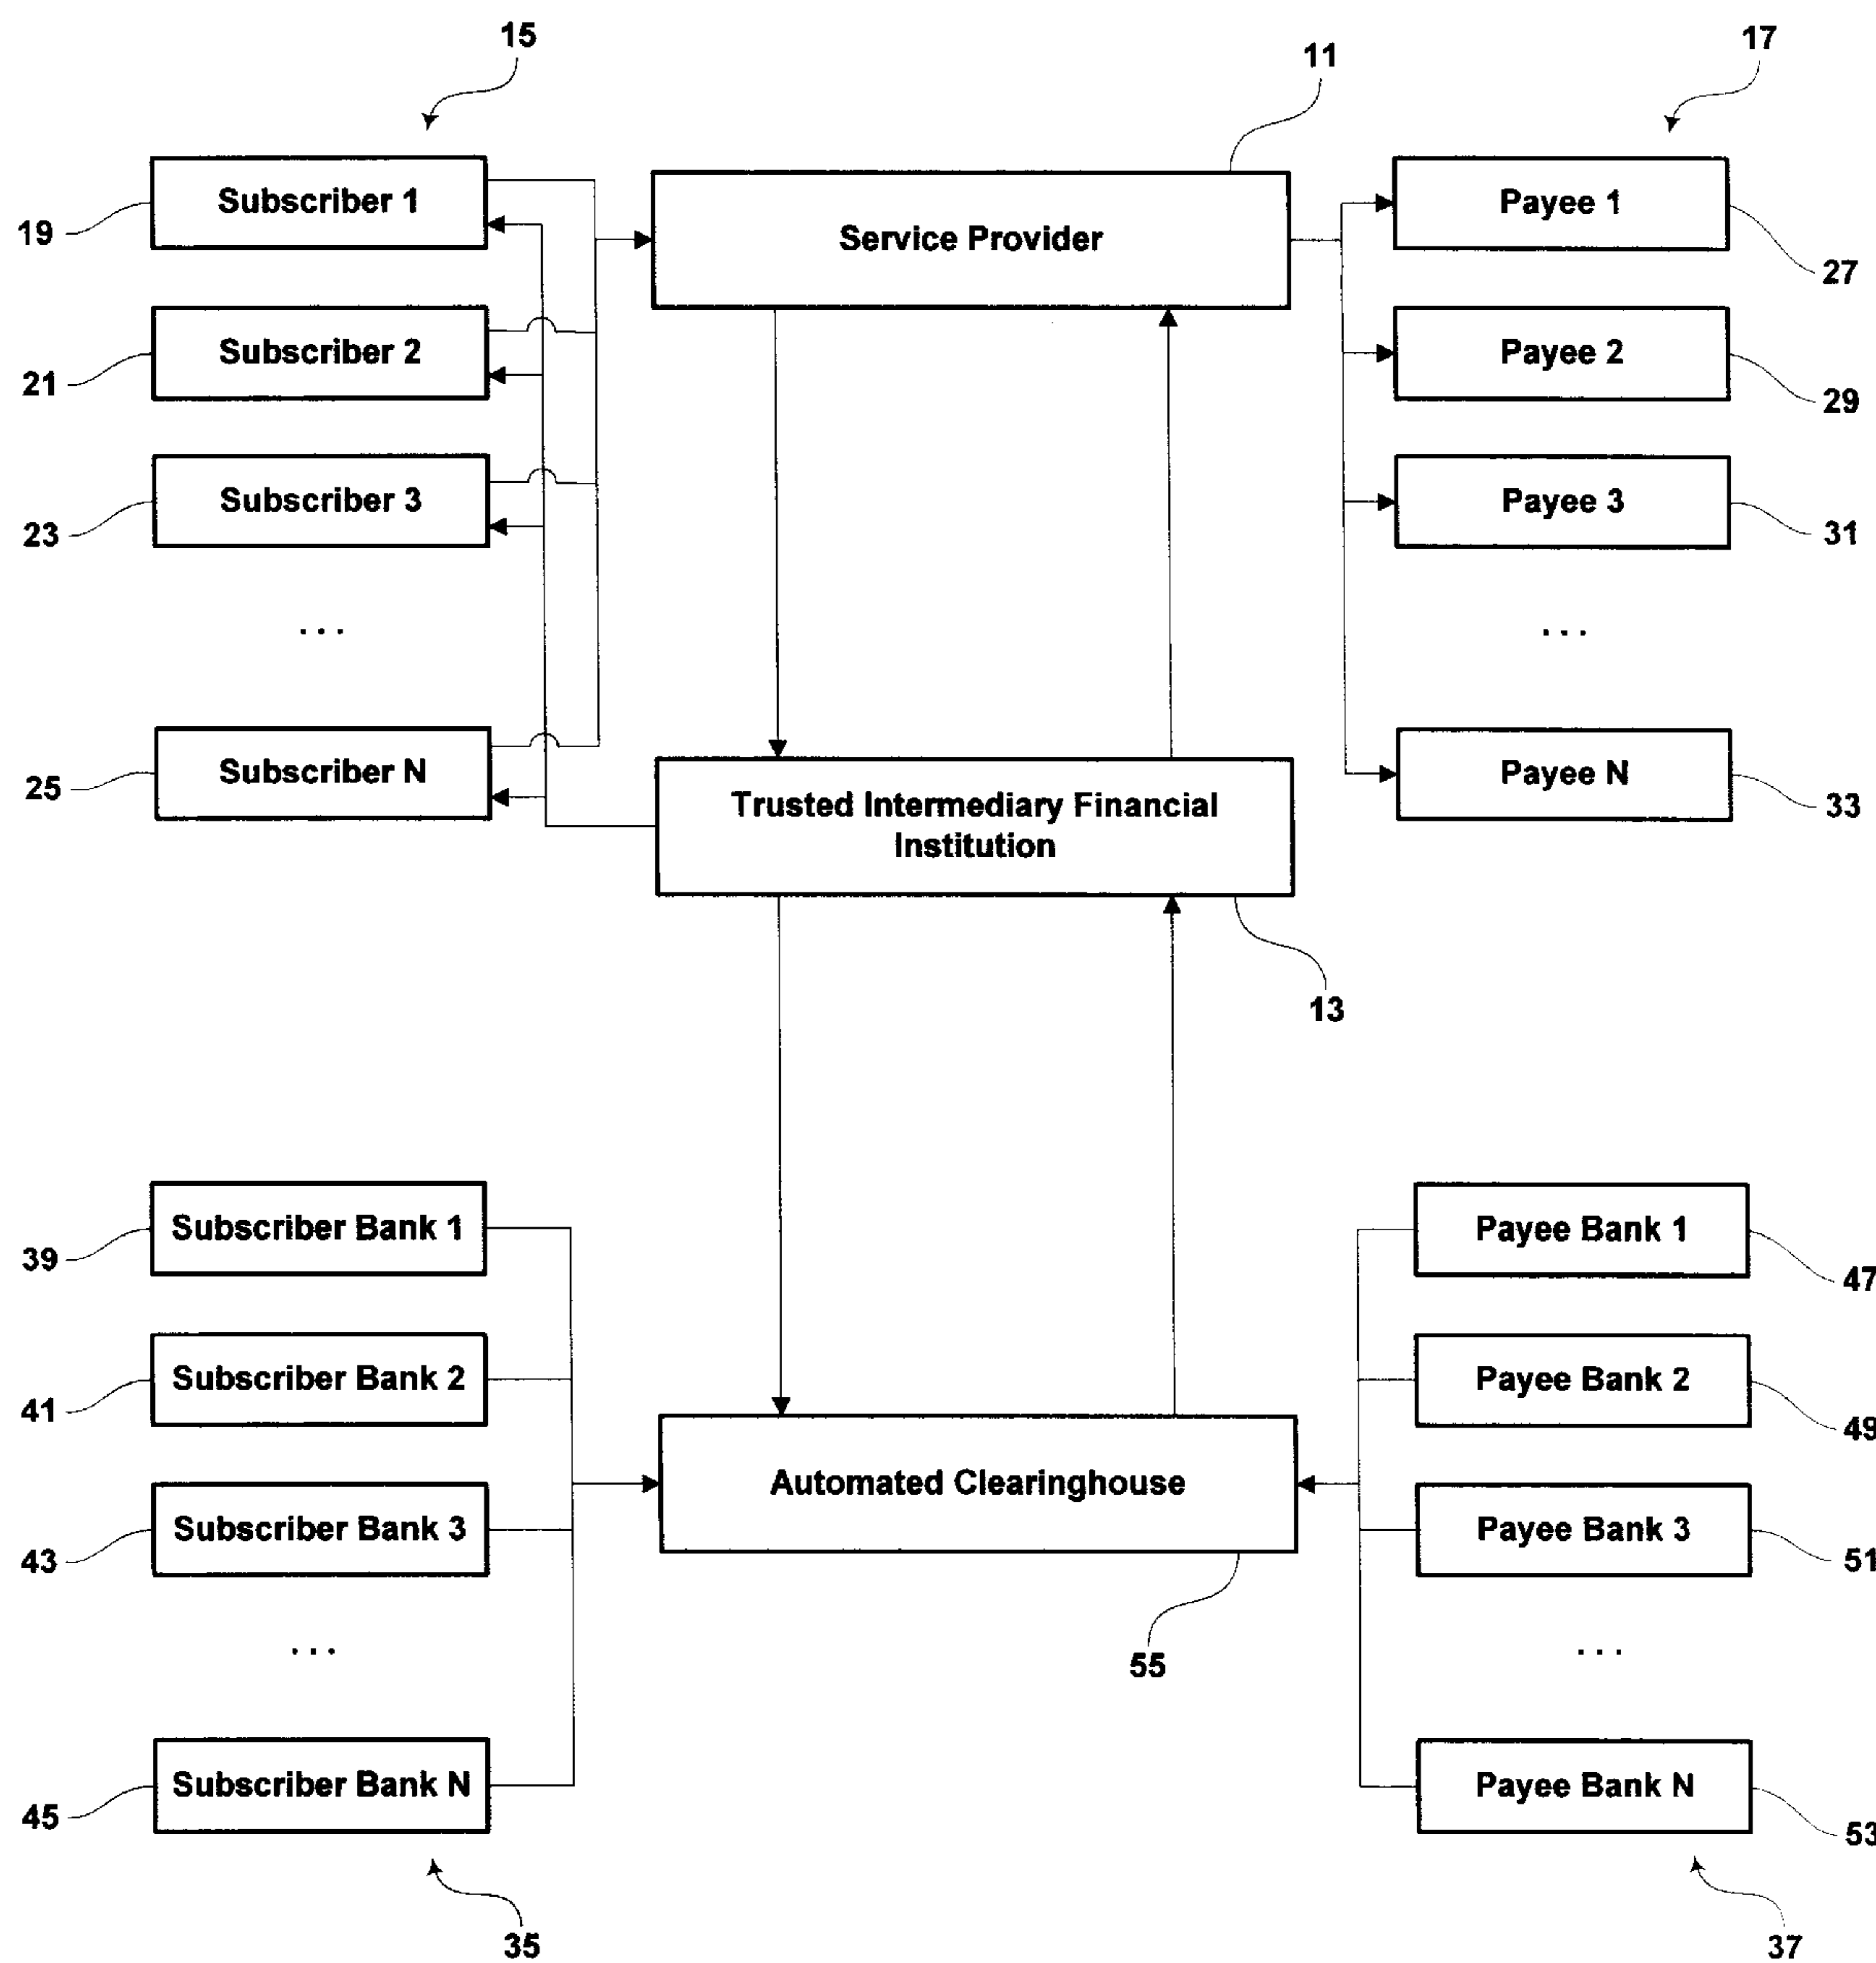 15
11
17
Subscriber 1
Service Provider
Payee 1
19
27
Subscriber 2
Payee 2
21
29
Subscriber 3
Payee 3
23
31
...
...
Subscriber N
Payee N
25
33
Trusted Intermediary Financial
Institution
13
Subscriber Bank 1
Payee Bank 1
39
47
Subscriber Bank 2
Payee Bank 2
41
49
Automated Clearinghouse
Subscriber Bank 3
Payee Bank 3
43
51
...
...
55
Subscriber Bank N
Payee Bank N
45
53
35
37